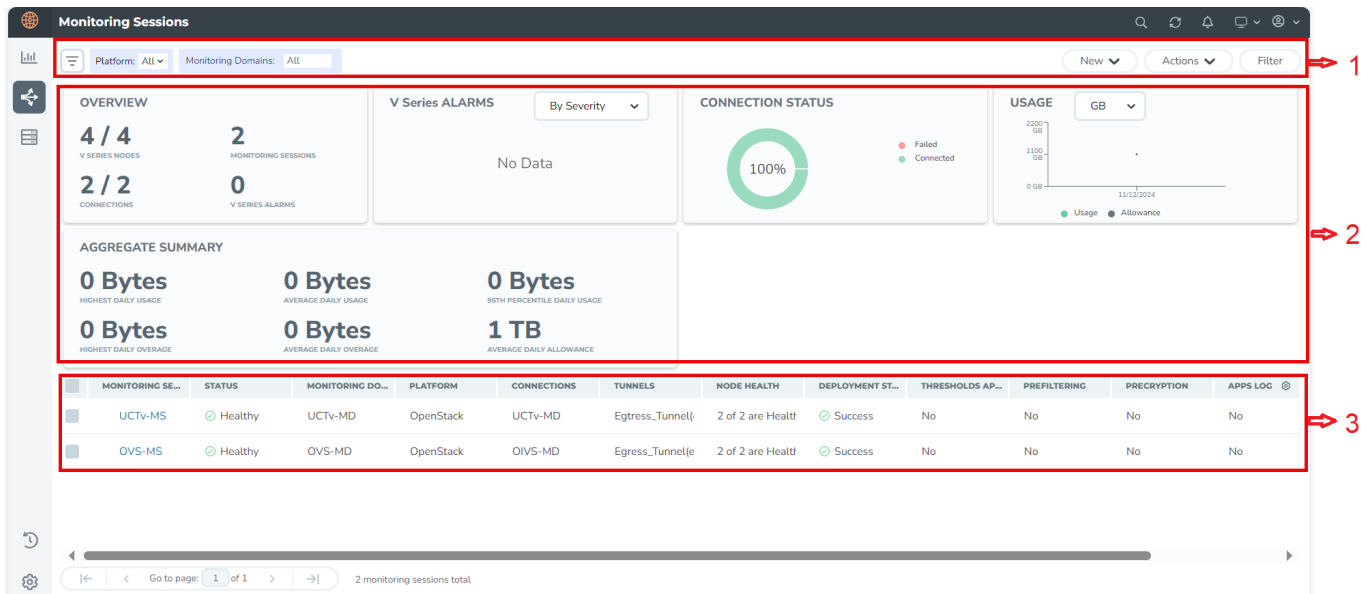 Monitoring Sessions
Platform: All Monitoring Domains: All New Actions Filter
1
OVERVIEW
4 / 4 2
V SERIES NODES MONITORING SESSIONS
2 / 2 0
CONNECTIONS V SERIES ALARMS
V Series ALARMS By Severity
No Data
CONNECTION STATUS
100%
Failed
Connected
USAGE GB
2200 GB
1100 GB
0 GB
11/12/2024
Usage Allowance
2
AGGREGATE SUMMARY
0 Bytes 0 Bytes 0 Bytes
HIGHEST DAILY USAGE AVERAGE DAILY USAGE 95TH PERCENTILE DAILY USAGE
0 Bytes 0 Bytes 1 TB
HIGHEST DAILY OVERAGE AVERAGE DAILY OVERAGE AVERAGE DAILY ALLOWANCE
MONITORING SE... STATUS MONITORING DO... PLATFORM CONNECTIONS TUNNELS NODE HEALTH DEPLOYMENT ST... THRESHOLDS AP... PREFILTERING PRECRYPTION APPS LOG
UCTv-MS Healthy UCTv-MD OpenStack UCTv-MD Egtress_Tunnel( 2 of 2 are Healt Success No No No No
3
OVS-MS Healthy OVS-MD OpenStack OIVS-MD Egress_Tunnel(e 2 of 2 are Healt Success No No No No
Go to page: 1 of 1 2 monitoring sessions total